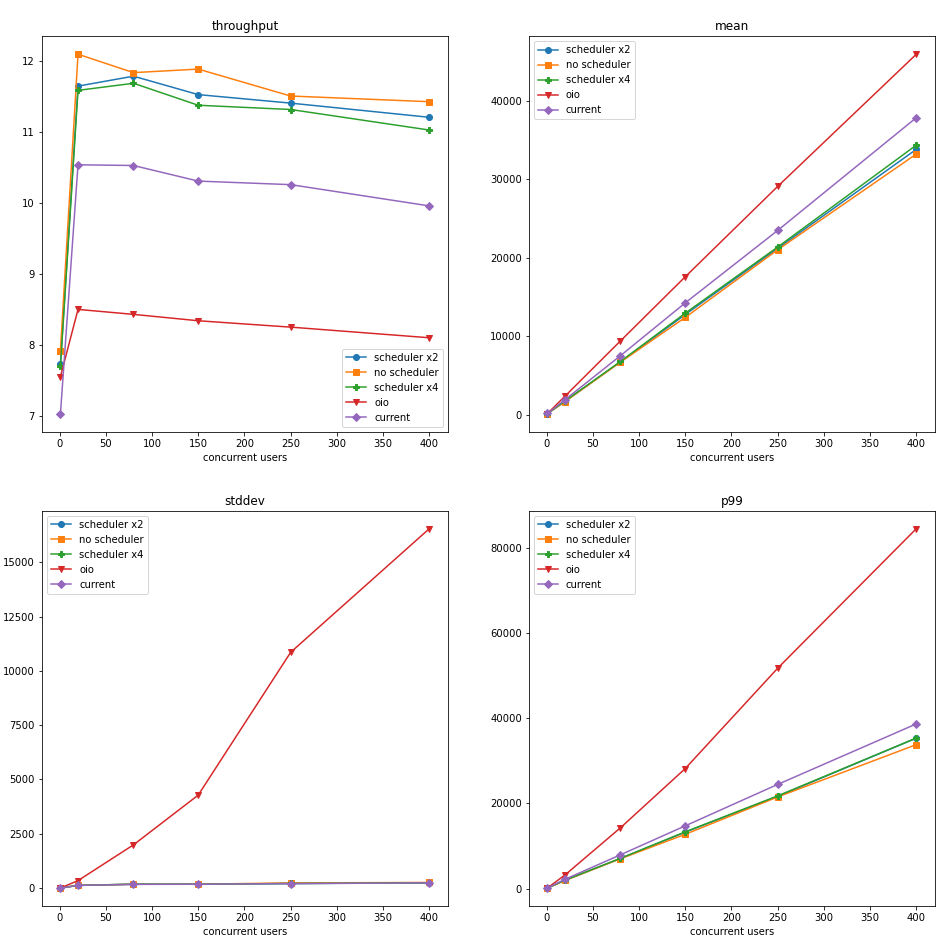 throughput
12
11
10
9
8
7
scheduler x2
no scheduler
scheduler x4
oio
current
0 50 100 150 200 250 300 350 400
concurrent users
mean
scheduler x2
no scheduler
scheduler x4
oio
current
40000
30000
20000
10000
0
0 50 100 150 200 250 300 350 400
concurrent users
stddev
scheduler x2
no scheduler
scheduler x4
oio
current
15000
12500
10000
7500
5000
2500
0
0 50 100 150 200 250 300 350 400
concurrent users
p99
scheduler x2
no scheduler
scheduler x4
oio
current
80000
60000
40000
20000
0
0 50 100 150 200 250 300 350 400
concurrent users